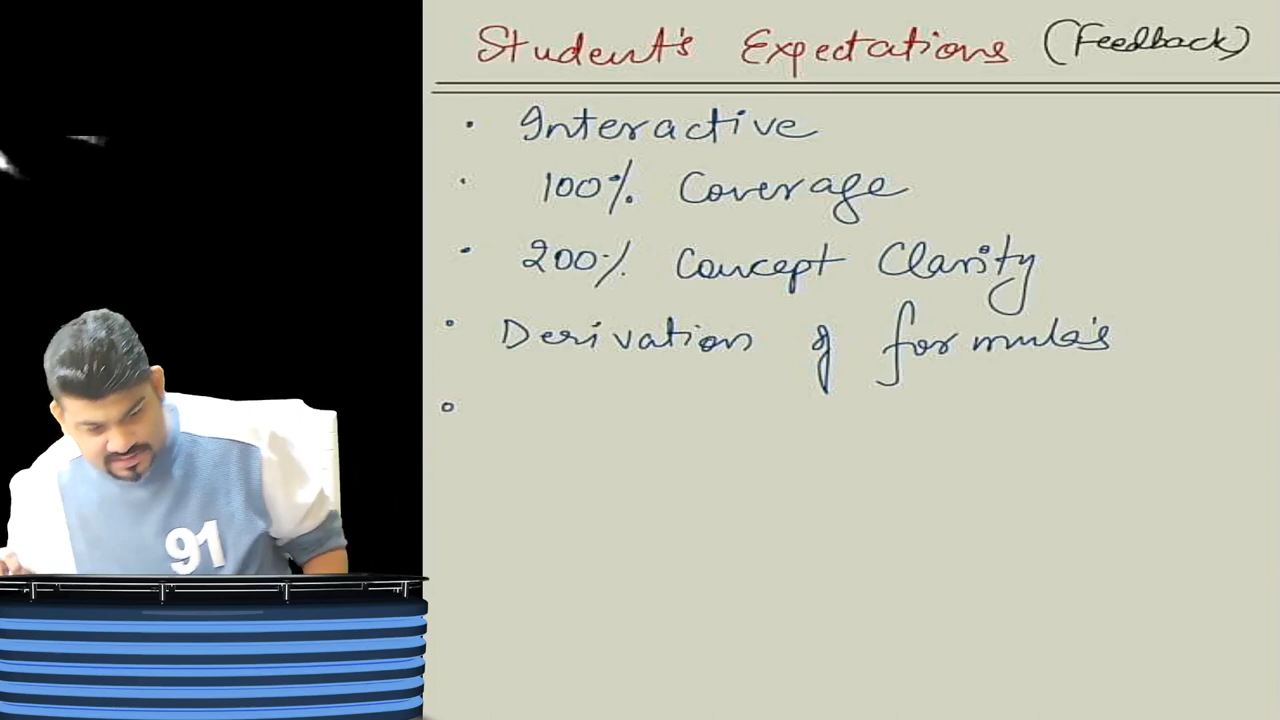 Student's Expectations (Feedback)
• Interactive
• 100% Coverage
• 200% Concept Clarity
• Derivation of formula's
•
91